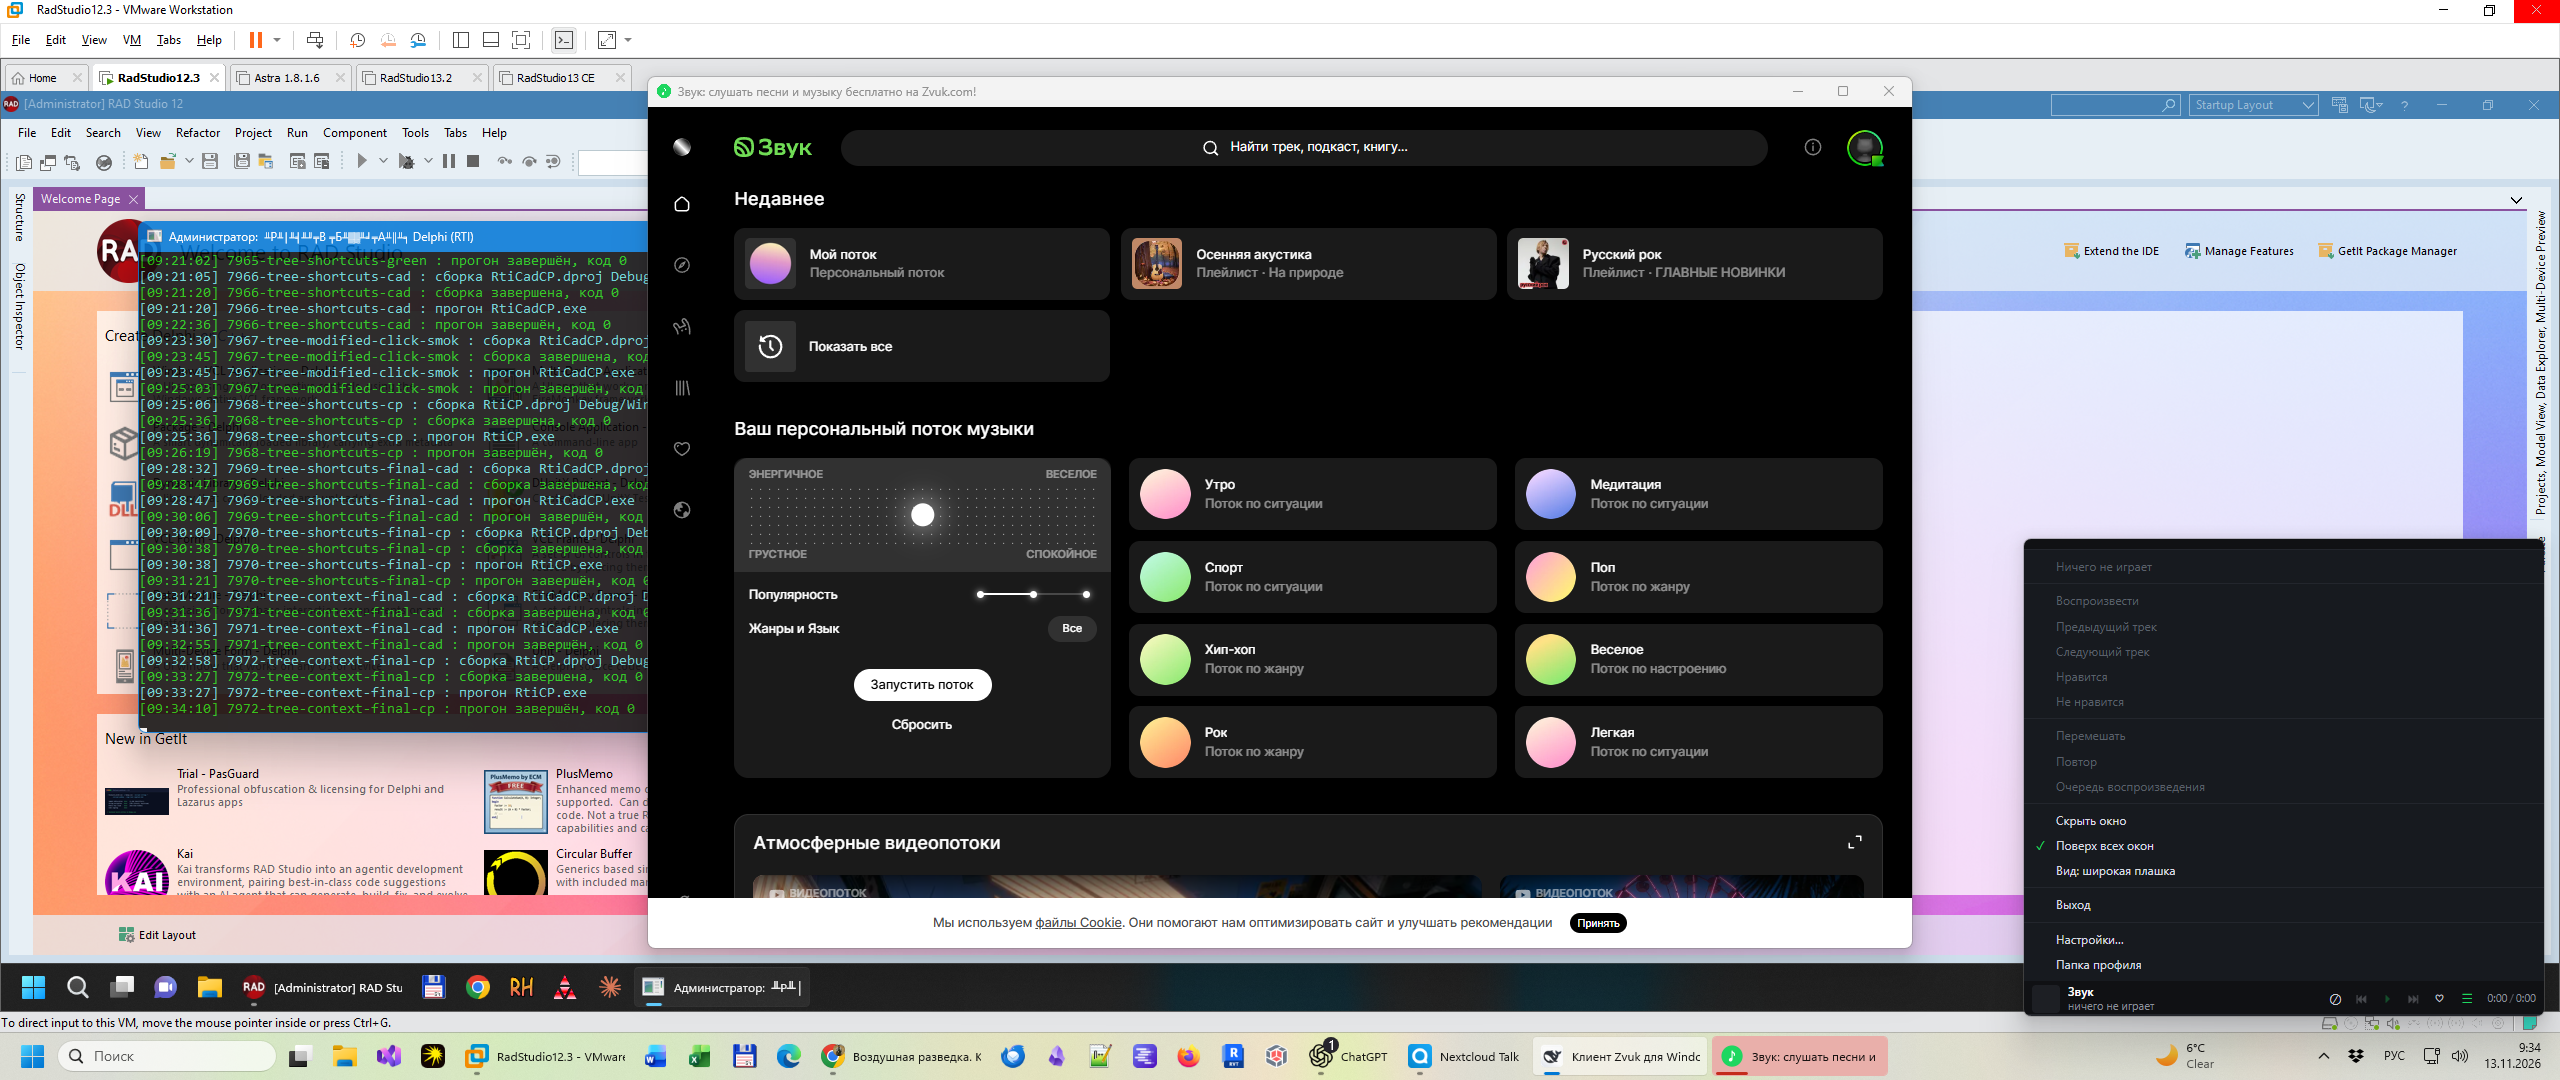 RadStudio12.3 - VMware Workstation
File Edit View VM Tabs Help
Home RadStudio12.3 Astra 1.8.1.6 RadStudio13.2 RadStudio13 CE
[Administrator] RAD Studio 12
Startup Layout
File Edit Search View Refactor Project Run Component Tools Tabs Help
Welcome Page
Structure
Object Inspector
Extend the IDE Manage Features GetIt Package Manager
Projects, Model View, Data Explorer, Multi-Device Preview
Delphi (RTI)
Администратор:
[09:21:02] 7965-tree-shortcuts-green : прогон завершён, код 0
[09:21:05] 7966-tree-shortcuts-cad : сборка RtiCadCP.dproj Debug
[09:21:20] 7966-tree-shortcuts-cad : сборка завершена, код 0
[09:21:20] 7966-tree-shortcuts-cad : прогон RtiCadCP.exe
[09:22:36] 7966-tree-shortcuts-cad : прогон завершён, код 0
[09:23:30] 7967-tree-modified-click-smok : сборка RtiCadCP.dproj
[09:23:45] 7967-tree-modified-click-smok : сборка завершена, код
[09:23:45] 7967-tree-modified-click-smok : прогон RtiCadCP.exe
[09:25:03] 7967-tree-modified-click-smok : прогон завершён, код
[09:25:06] 7968-tree-shortcuts-cp : сборка RtiCP.dproj Debug/Win
[09:25:36] 7968-tree-shortcuts-cp : сборка завершена, код 0
[09:25:36] 7968-tree-shortcuts-cp : прогон RtiCP.exe
[09:26:19] 7968-tree-shortcuts-cp : прогон завершён, код 0
[09:28:32] 7969-tree-shortcuts-final-cad : сборка RtiCadCP.dproj
[09:28:47] 7969-tree-shortcuts-final-cad : сборка завершена, код
[09:28:47] 7969-tree-shortcuts-final-cad : прогон RtiCadCP.exe
[09:30:06] 7969-tree-shortcuts-final-cad : прогон завершён, код
[09:30:09] 7970-tree-shortcuts-final-cp : сборка RtiCP.dproj Deb
[09:30:38] 7970-tree-shortcuts-final-cp : сборка завершена, код
[09:30:38] 7970-tree-shortcuts-final-cp : прогон RtiCP.exe
[09:31:21] 7970-tree-shortcuts-final-cp : прогон завершён, код 0
[09:31:21] 7971-tree-context-final-cad : сборка RtiCadCP.dproj D
[09:31:36] 7971-tree-context-final-cad : сборка завершена, код 0
[09:31:36] 7971-tree-context-final-cad : прогон RtiCadCP.exe
[09:32:55] 7971-tree-context-final-cad : прогон завершён, код 0
[09:32:58] 7972-tree-context-final-cp : сборка RtiCP.dproj Debug
[09:33:27] 7972-tree-context-final-cp : сборка завершена, код 0
[09:33:27] 7972-tree-context-final-cp : прогон RtiCP.exe
[09:34:10] 7972-tree-context-final-cp : прогон завершён, код 0
New in GetIt
Trial - PasGuard
Professional obfuscation & licensing for Delphi and
Lazarus apps
PlusMemo
Enhanced memo
supported. Can
code. Not a true
capabilities and
Kai
Kai transforms RAD Studio into an agentic development
environment, pairing best-in-class code suggestions
Circular Buffer
Generics based
with included
Edit Layout
Звук: слушать песни и музыку бесплатно на Zvuk.com!
Звук
Найти трек, подкаст, книгу...
Недавнее
Мой поток
Персональный поток
Осенняя акустика
Плейлист · На природе
Русский рок
Плейлист · ГЛАВНЫЕ НОВИНКИ
Показать все
Ваш персональный поток музыки
ЭНЕРГИЧНОЕ ВЕСЕЛОЕ
ГРУСТНОЕ СПОКОЙНОЕ
Популярность
Жанры и Язык Все
Запустить поток
Сбросить
Утро
Поток по ситуации
Медитация
Поток по ситуации
Спорт
Поток по ситуации
Поп
Поток по жанру
Хип-хоп
Поток по жанру
Веселое
Поток по настроению
Рок
Поток по жанру
Легкая
Поток по ситуации
Атмосферные видеопотоки
ВИДЕОПОТОК ВИДЕОПОТОК
Мы используем файлы Cookie. Они помогают нам оптимизировать сайт и улучшать рекомендации Принять
Ничего не играет
Воспроизвести
Предыдущий трек
Следующий трек
Нравится
Не нравится
Перемешать
Повтор
Очередь воспроизведения
Скрыть окно
Поверх всех окон
Вид: широкая плашка
Выход
Настройки...
Папка профиля
Звук
ничего не играет
0:00 / 0:00
[Administrator] RAD Stu RH Администратор:
To direct input to this VM, move the mouse pointer inside or press Ctrl+G.
Поиск RadStudio12.3 - VMware Воздушная разведка. К 1 ChatGPT Nextcloud Talk Клиент Zvuk для Windc Звук: слушать песни и
6°C
Clear
РУС
9:34
13.11.2026